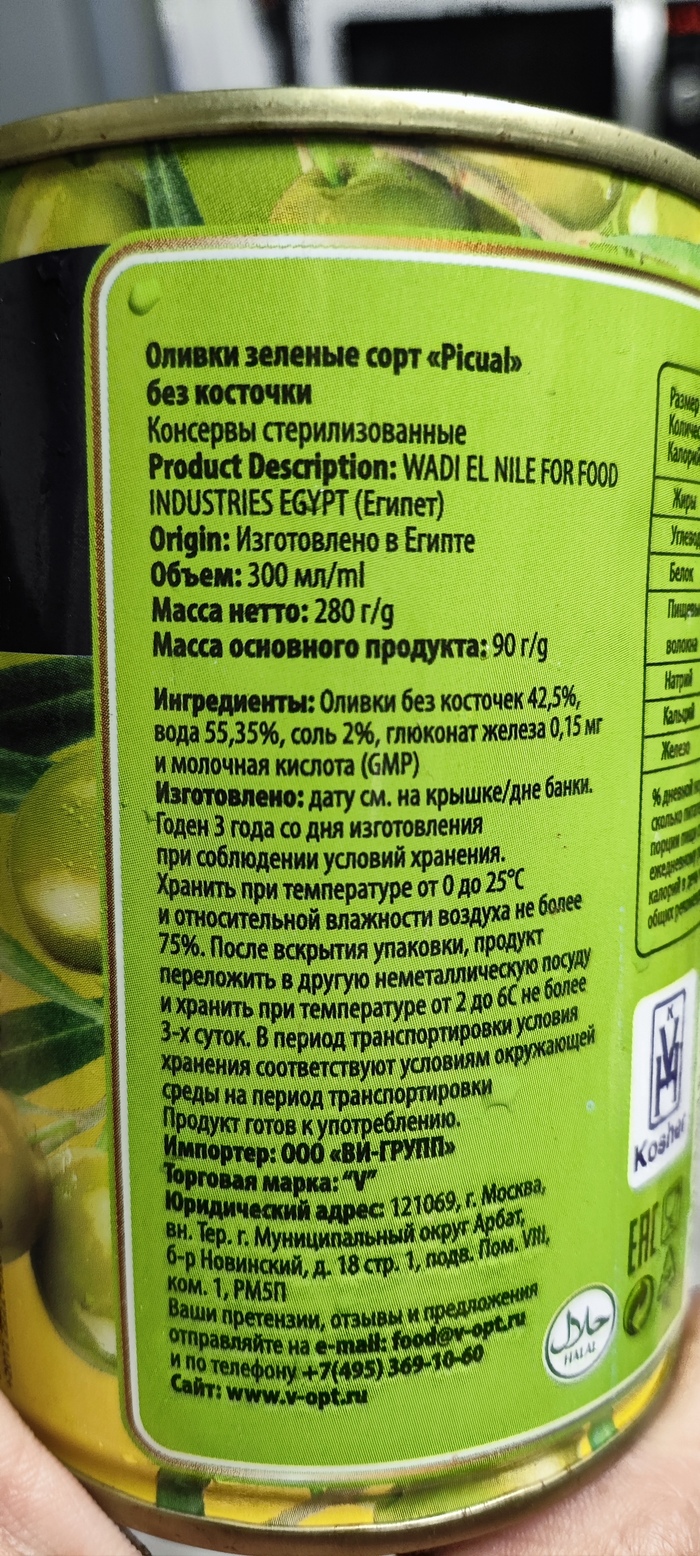 Оливки зеленые сорт «Picual»
без косточки
Консервы стерилизованные
Product Description: WADI EL NILE FOR FOOD
INDUSTRIES EGYPT (Египет)
Origin: Изготовлено в Египте
Объем: 300 мл/ml
Масса нетто: 280 г/g
Масса основного продукта: 90 г/g
Ингредиенты: Оливки без косточек 42,5%,
вода 55,35%, соль 2%, глюконат железа 0,15 мг
и молочная кислота (GMP)
Изготовлено: дату см. на крышке/дне банки.
Годен 3 года со дня изготовления
при соблюдении условий хранения.
Хранить при температуре от 0 до 25°С
и относительной влажности воздуха не более
75%. После вскрытия упаковки, продукт
переложить в другую неметаллическую посуду
и хранить при температуре от 2 до 6С не более
3-х суток. В период транспортировки условия
хранения соответствуют условиям окружающей
среды на период транспортировки
Продукт готов к употреблению.
Импортер: ООО «ВИ-ГРУПП»
Торговая марка: "V"
Юридический адрес: 121069, г. Москва,
вн. Тер. г. Муниципальный округ Арбат,
б-р Новинский, д. 18 стр. 1, подв. Пом. VIII,
ком. 1, РМ5П
Ваши претензии, отзывы и предложения
отправляйте на e-mail: food@v-opt.ru
и по телефону +7(495) 369-10-60
Сайт: www.v-opt.ru
حلال
HALAL
Размер
Жиры
Белок
волокна
Натрий
Кальций
Железо
% дневной
K
Kosher
EAC